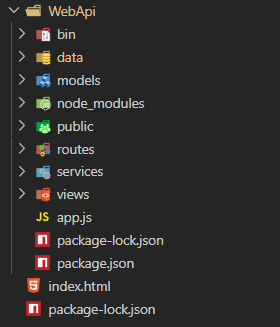 WebApi
bin
data
models
node_modules
public
routes
services
views
JS app.js
package-lock.json
package.json
index.html
package-lock.json